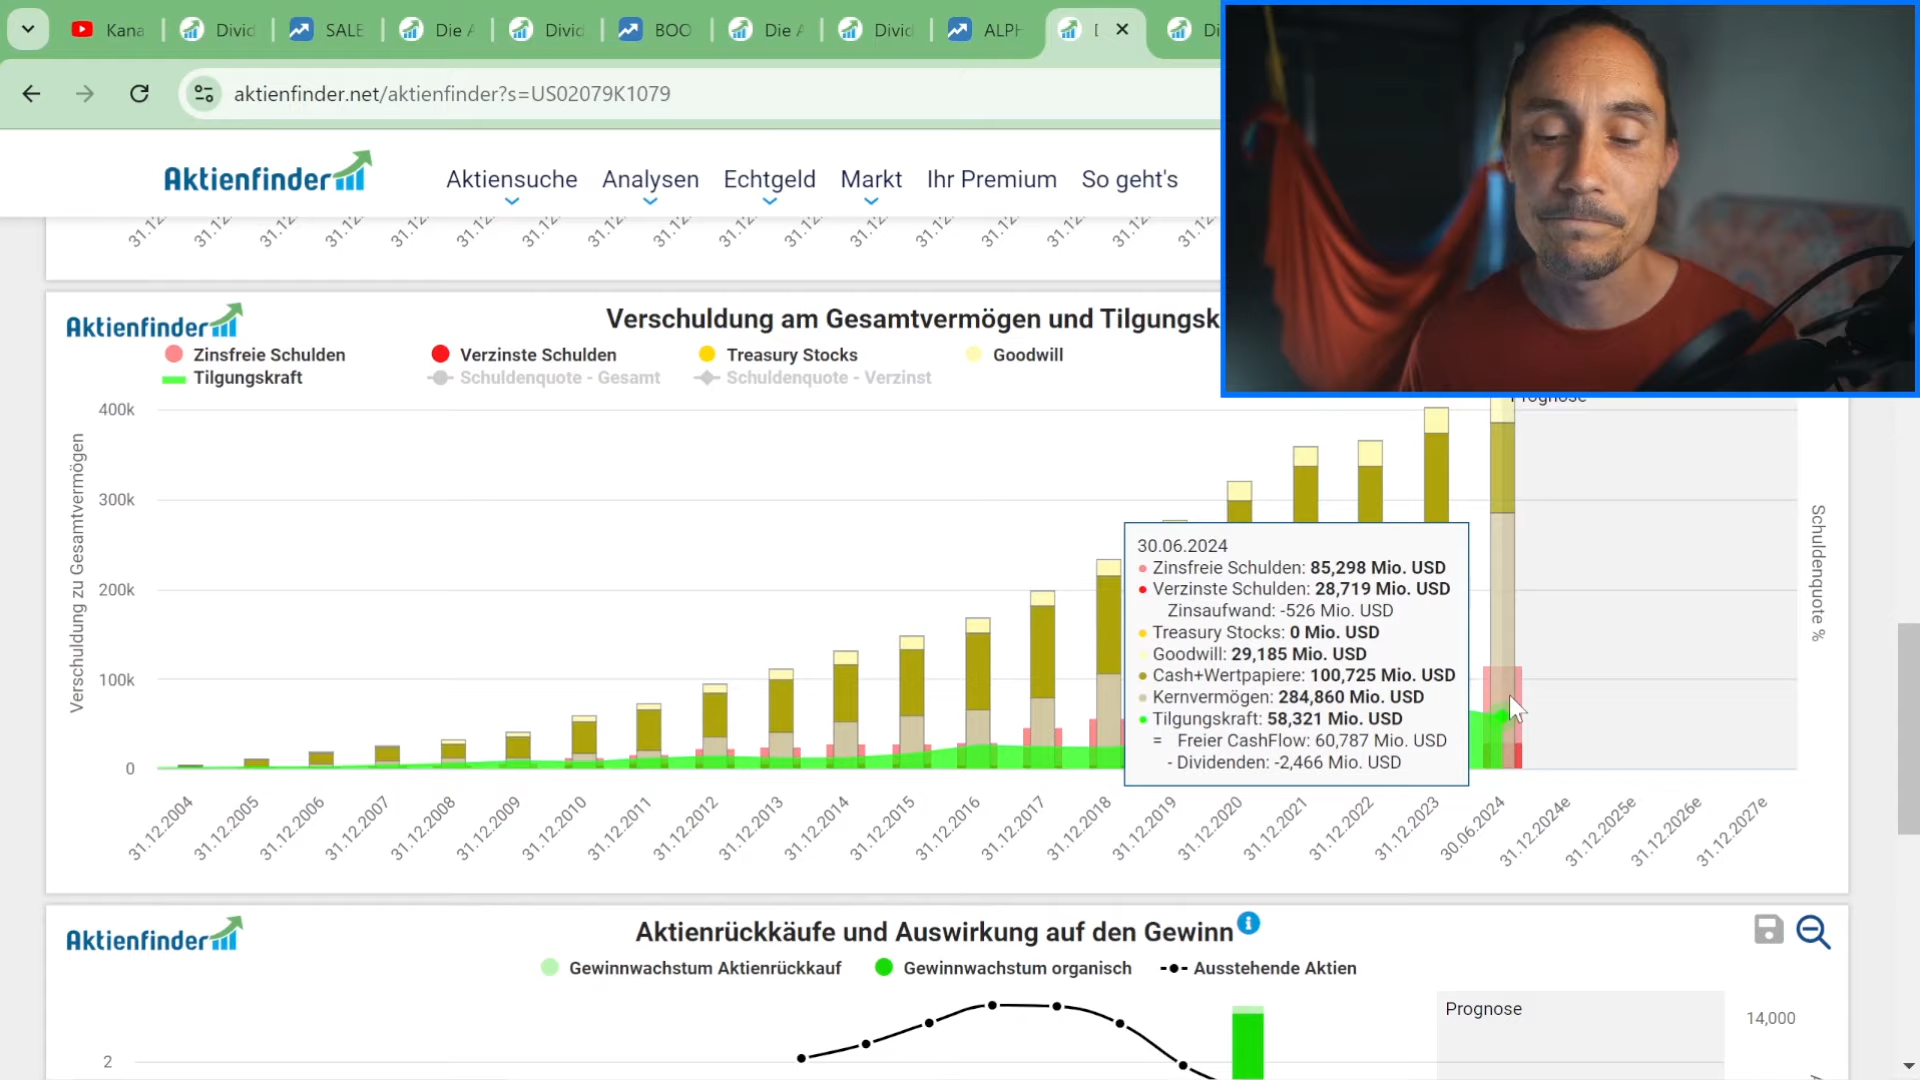 Kana
Divic
SALE
Die A
Divic
BOO
Die A
Divic
ALPH
Di
aktienfinder.net/aktienfinder?s=US02079K1079
Aktienfinder
Aktiensuche
Analysen
Echtgeld
Markt
Ihr Premium
So geht's
Aktienfinder
Verschuldung am Gesamtvermögen und Tilgungsk
Zinsfreie Schulden
Verzinste Schulden
Treasury Stocks
Goodwill
Tilgungskraft
Schuldenquote - Gesamt
Schuldenquote - Verzinst
Prognose
Verschuldung zu Gesamtvermögen
400k
300k
200k
100k
0
Schuldenquote %
30.06.2024
Zinsfreie Schulden: 85,298 Mio. USD
Verzinste Schulden: 28,719 Mio. USD
Zinsaufwand: -526 Mio. USD
Treasury Stocks: 0 Mio. USD
Goodwill: 29,185 Mio. USD
Cash+Wertpapiere: 100,725 Mio. USD
Kernvermögen: 284,860 Mio. USD
Tilgungskraft: 58,321 Mio. USD
= Freier CashFlow: 60,787 Mio. USD
- Dividenden: -2,466 Mio. USD
31.12.2004
31.12.2005
31.12.2006
31.12.2007
31.12.2008
31.12.2009
31.12.2010
31.12.2011
31.12.2012
31.12.2013
31.12.2014
31.12.2015
31.12.2016
31.12.2017
31.12.2018
31.12.2019
31.12.2020
31.12.2021
31.12.2022
31.12.2023
30.06.2024
31.12.2024e
31.12.2025e
31.12.2026e
31.12.2027e
Aktienfinder
Aktienrückkäufe und Auswirkung auf den Gewinn
Gewinnwachstum Aktienrückkauf
Gewinnwachstum organisch
Ausstehende Aktien
Prognose
14,000
2